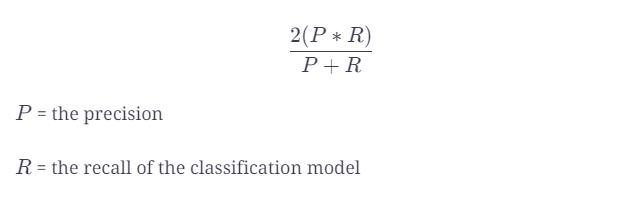 2(P * R)
P + R
P = the precision
R = the recall of the classification model